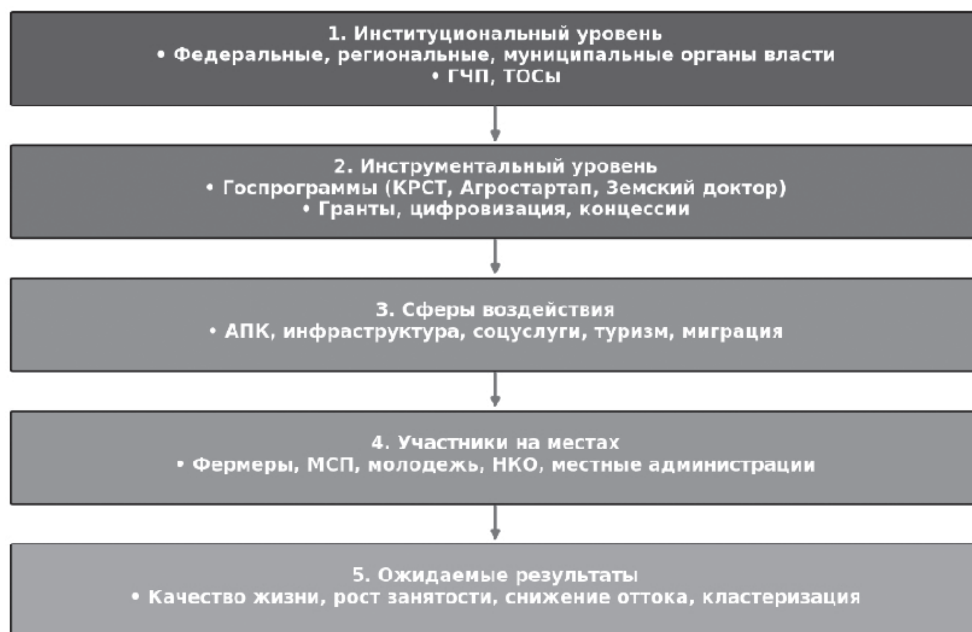 1. Институциональный уровень
• Федеральные, региональные, муниципальные органы власти
• ГЧП, ТОСы
2. Инструментальный уровень
• Госпрограммы (КРСТ, Агростартап, Земский доктор)
• Гранты, цифровизация, концессии
3. Сферы воздействия
• АПК, инфраструктура, соцуслуги, туризм, миграция
4. Участники на местах
• Фермеры, МСП, молодежь, НКО, местные администрации
5. Ожидаемые результаты
• Качество жизни, рост занятости, снижение оттока, кластеризация